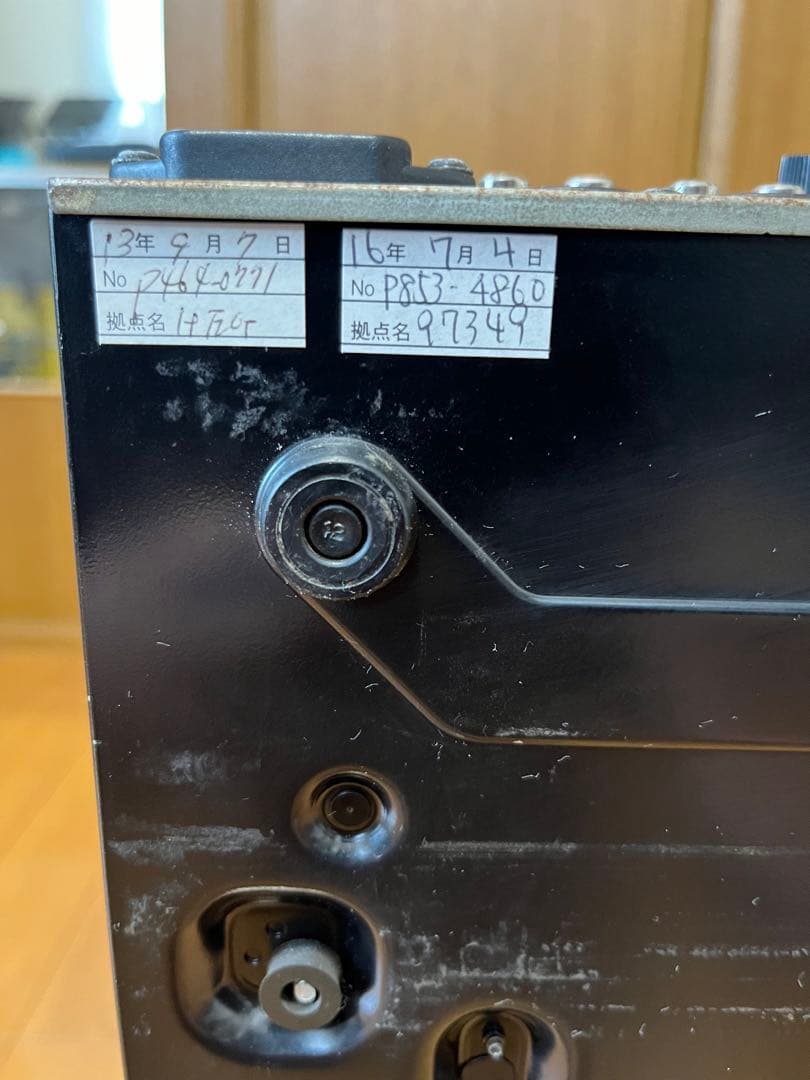 13年 9月 7日
No P464-0771
拠点名
16年 7月 4日
No P853-4860
拠点名 97349
12